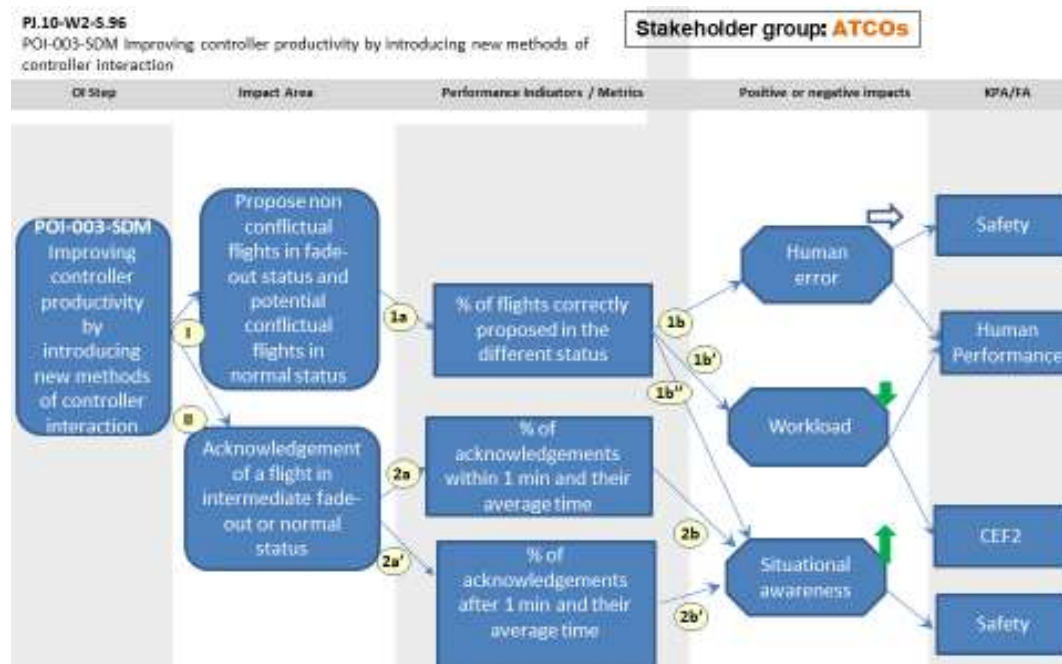 PJ.10-W2-S.96
POI-003-SDM Improving controller productivity by introducing new methods of
controller interaction
Stakeholder group: ATCOs
OI Step
Impact Area
Performance Indicators / Metrics
Positive or negative impacts
KPA/FA
POI-003-SDM
Improving
controller
productivity
by
introducing
new methods
of controller
interaction
I
II
Propose non
conflictual
flights in fade-
out status and
potential
conflictual
flights in
normal status
Acknowledgement
of a flight in
intermediate fade-
out or normal
status
1a
2a
2a'
% of flights correctly
proposed in the
different status
% of
acknowledgements
within 1 min and their
average time
% of
acknowledgements
after 1 min and their
average time
1b
1b'
1b''
2b
2b'
Human
error
Workload
Situational
awareness
Safety
Human
Performance
CEF2
Safety